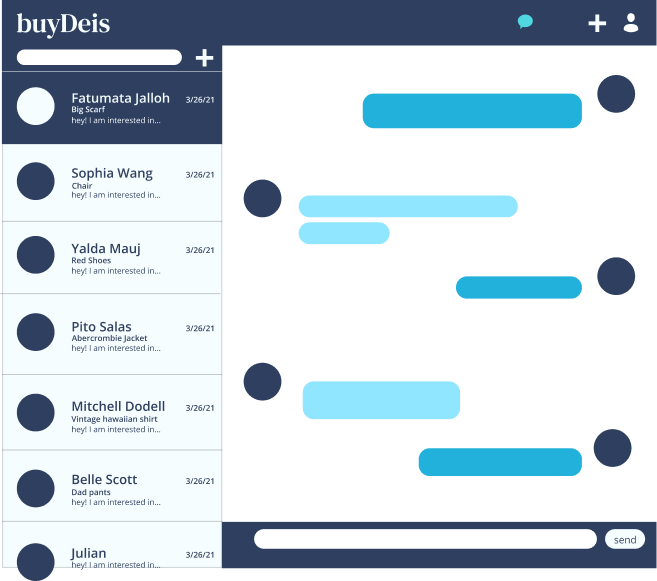 buyDeis
Fatumata Jalloh 3/26/21
Big Scarf
hey! I am interested in...
Sophia Wang 3/26/21
Chair
hey! I am interested in...
Yalda Mauj 3/26/21
Red Shoes
hey! I am interested in...
Pito Salas 3/26/21
Abercrombie Jacket
hey! I am interested in...
Mitchell Dodell 3/26/21
Vintage hawaiian shirt
hey! I am interested in...
Belle Scott 3/26/21
Dad pants
hey! I am interested in...
Julian 3/26/21
hey! I am interested in...
send